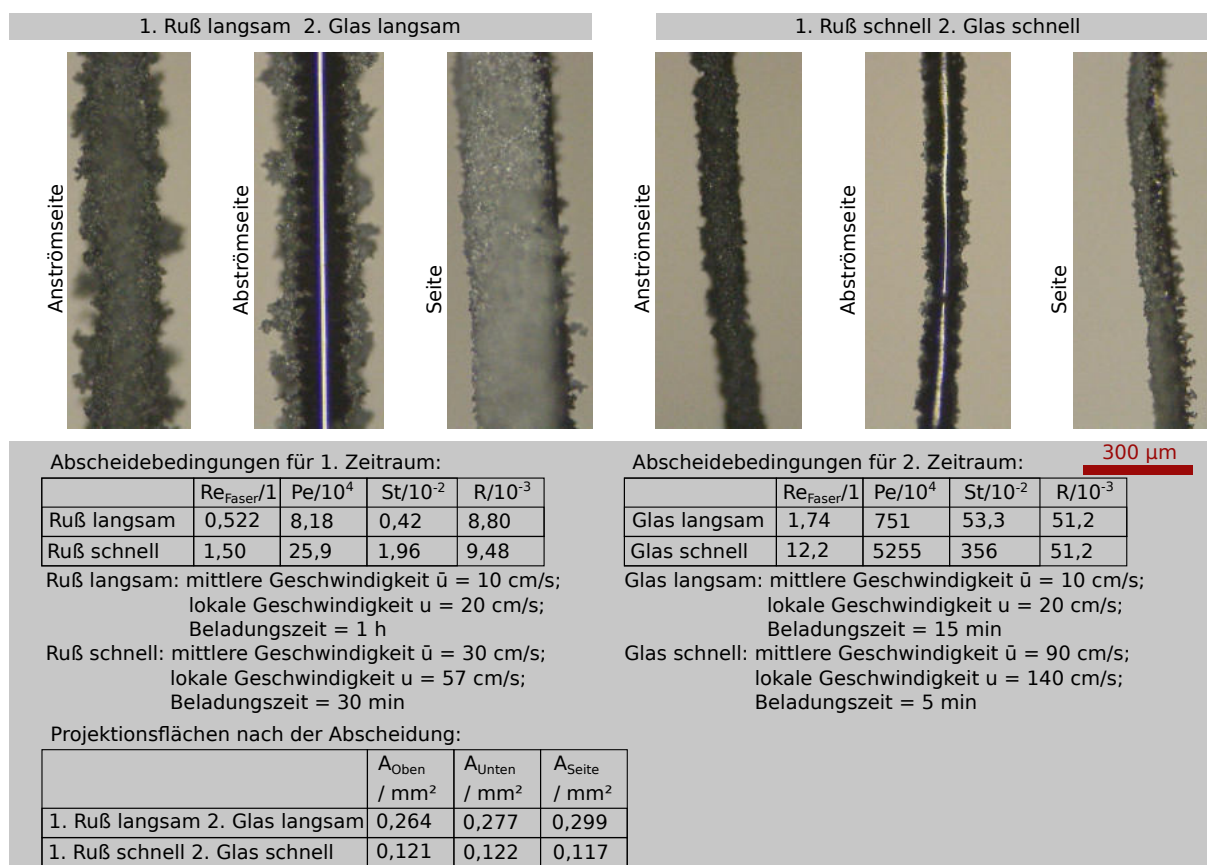 1. Ruß langsam  2. Glas langsam
Anströmseite
Abströmseite
Seite
1. Ruß schnell 2. Glas schnell
Anströmseite
Abströmseite
Seite
300 µm
Abscheidebedingungen für 1. Zeitraum:
Re_Faser/1 Pe/10⁴ St/10⁻² R/10⁻³
Ruß langsam 0,522 8,18 0,42 8,80
Ruß schnell 1,50 25,9 1,96 9,48
Ruß langsam: mittlere Geschwindigkeit ū = 10 cm/s;
lokale Geschwindigkeit u = 20 cm/s;
Beladungszeit = 1 h
Ruß schnell: mittlere Geschwindigkeit ū = 30 cm/s;
lokale Geschwindigkeit u = 57 cm/s;
Beladungszeit = 30 min
Abscheidebedingungen für 2. Zeitraum:
Re_Faser/1 Pe/10⁴ St/10⁻² R/10⁻³
Glas langsam 1,74 751 53,3 51,2
Glas schnell 12,2 5255 356 51,2
Glas langsam: mittlere Geschwindigkeit ū = 10 cm/s;
lokale Geschwindigkeit u = 20 cm/s;
Beladungszeit = 15 min
Glas schnell: mittlere Geschwindigkeit ū = 90 cm/s;
lokale Geschwindigkeit u = 140 cm/s;
Beladungszeit = 5 min
Projektionsflächen nach der Abscheidung:
A_Oben A_Unten A_Seite
/ mm² / mm² / mm²
1. Ruß langsam 2. Glas langsam 0,264 0,277 0,299
1. Ruß schnell 2. Glas schnell 0,121 0,122 0,117